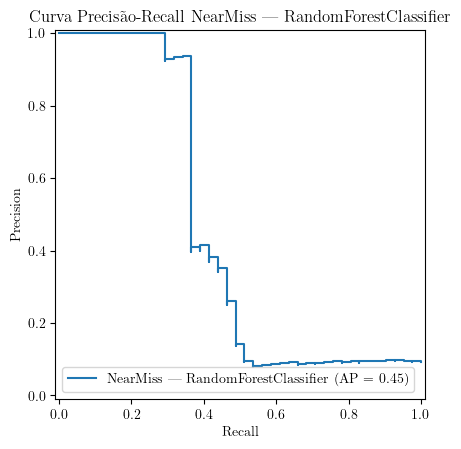 Curva Precisão-Recall NearMiss — RandomForestClassifier
1.0
0.8
0.6
0.4
0.2
0.0
Precision
NearMiss — RandomForestClassifier (AP = 0.45)
0.0 0.2 0.4 0.6 0.8 1.0
Recall